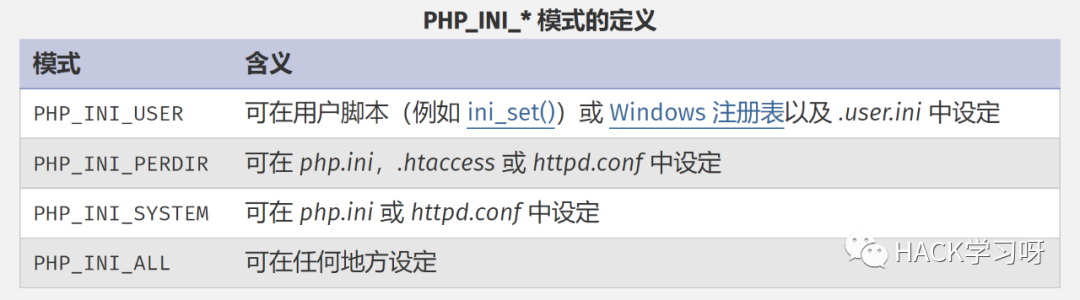 PHP_INI_* 模式的定义
模式 含义
PHP_INI_USER 可在用户脚本（例如 ini_set()）或 Windows 注册表以及 .user.ini 中设定
PHP_INI_PERDIR 可在 php.ini，.htaccess 或 httpd.conf 中设定
PHP_INI_SYSTEM 可在 php.ini 或 httpd.conf 中设定
PHP_INI_ALL 可在任何地方设定
HACK学习呀